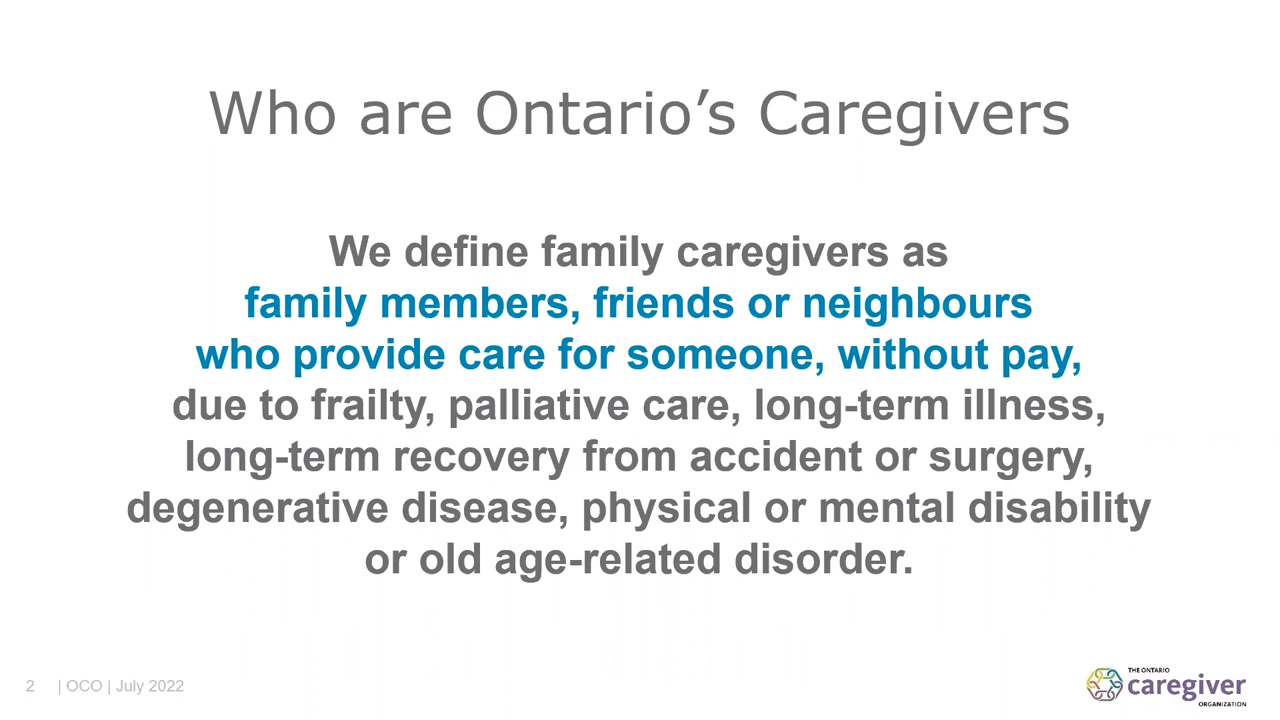 Who are Ontario’s Caregivers
We define family caregivers as
family members, friends or neighbours
who provide care for someone, without pay,
due to frailty, palliative care, long-term illness,
long-term recovery from accident or surgery,
degenerative disease, physical or mental disability
or old age-related disorder.
2 | OCO | July 2022
THE ONTARIO
caregiver
ORGANIZATION